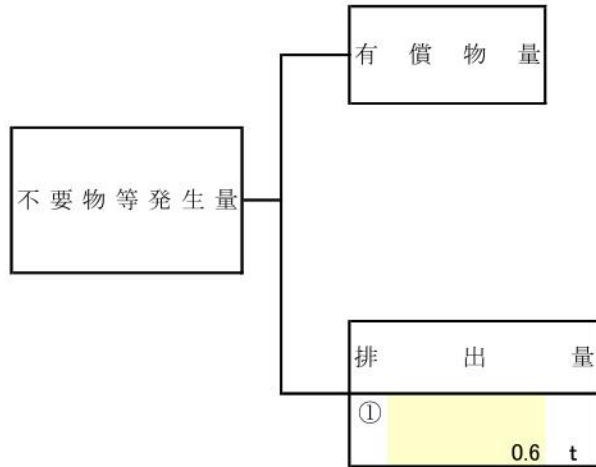 有償物量
不要物等発生量
排出量
①
0.6 t